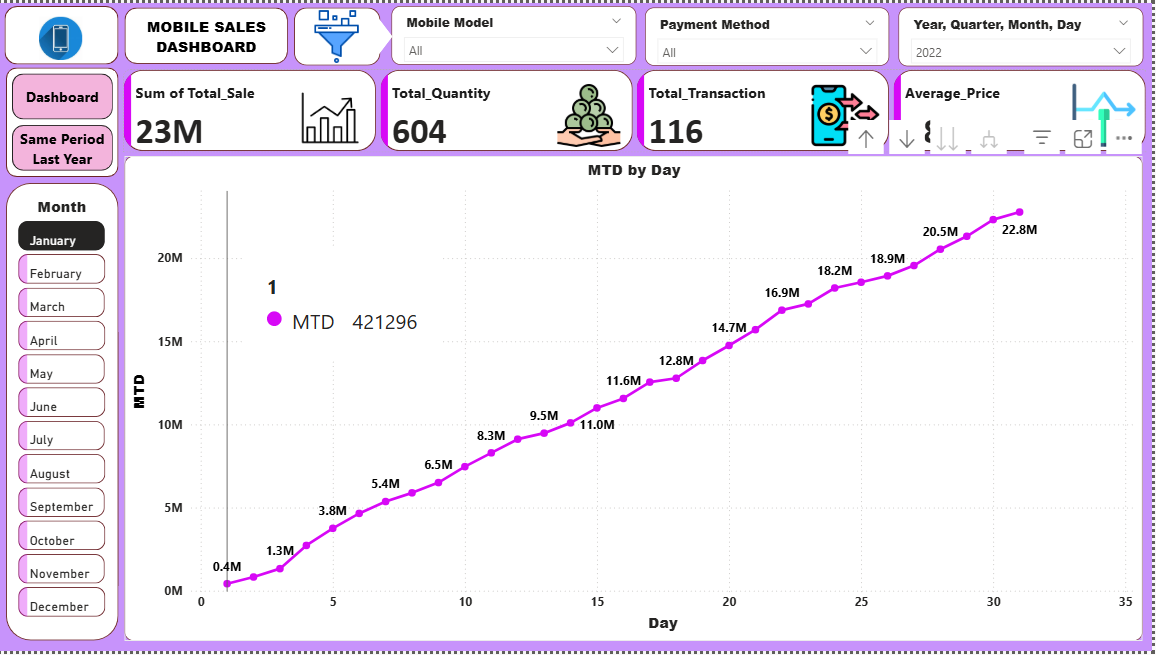 MOBILE SALES
DASHBOARD
Mobile Model
All
Payment Method
All
Year, Quarter, Month, Day
2022
Dashboard
Same Period
Last Year
Sum of Total_Sale
23M
Total_Quantity
604
Total_Transaction
116
Average_Price
Month
January
February
March
April
May
June
July
August
September
October
November
December
MTD by Day
MTD
20M
15M
10M
5M
0M
1
MTD 421296
0.4M
1.3M
3.8M
5.4M
6.5M
8.3M
9.5M
11.0M
11.6M
12.8M
14.7M
16.9M
18.2M
18.9M
20.5M
22.8M
0 5 10 15 20 25 30 35
Day